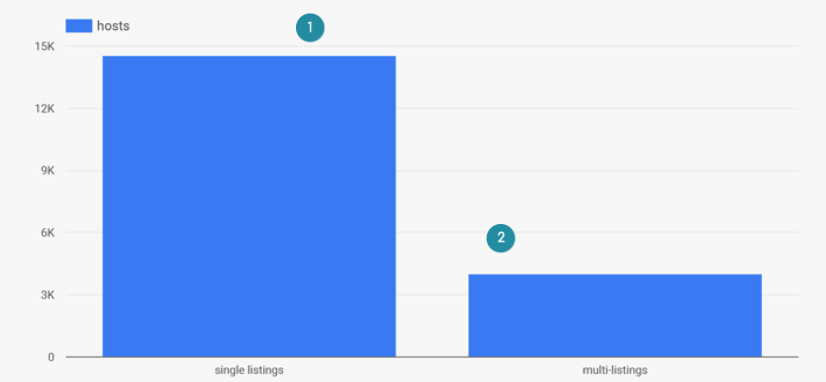 hosts
1
15K
12K
9K
6K
2
3K
0
single listings multi-listings